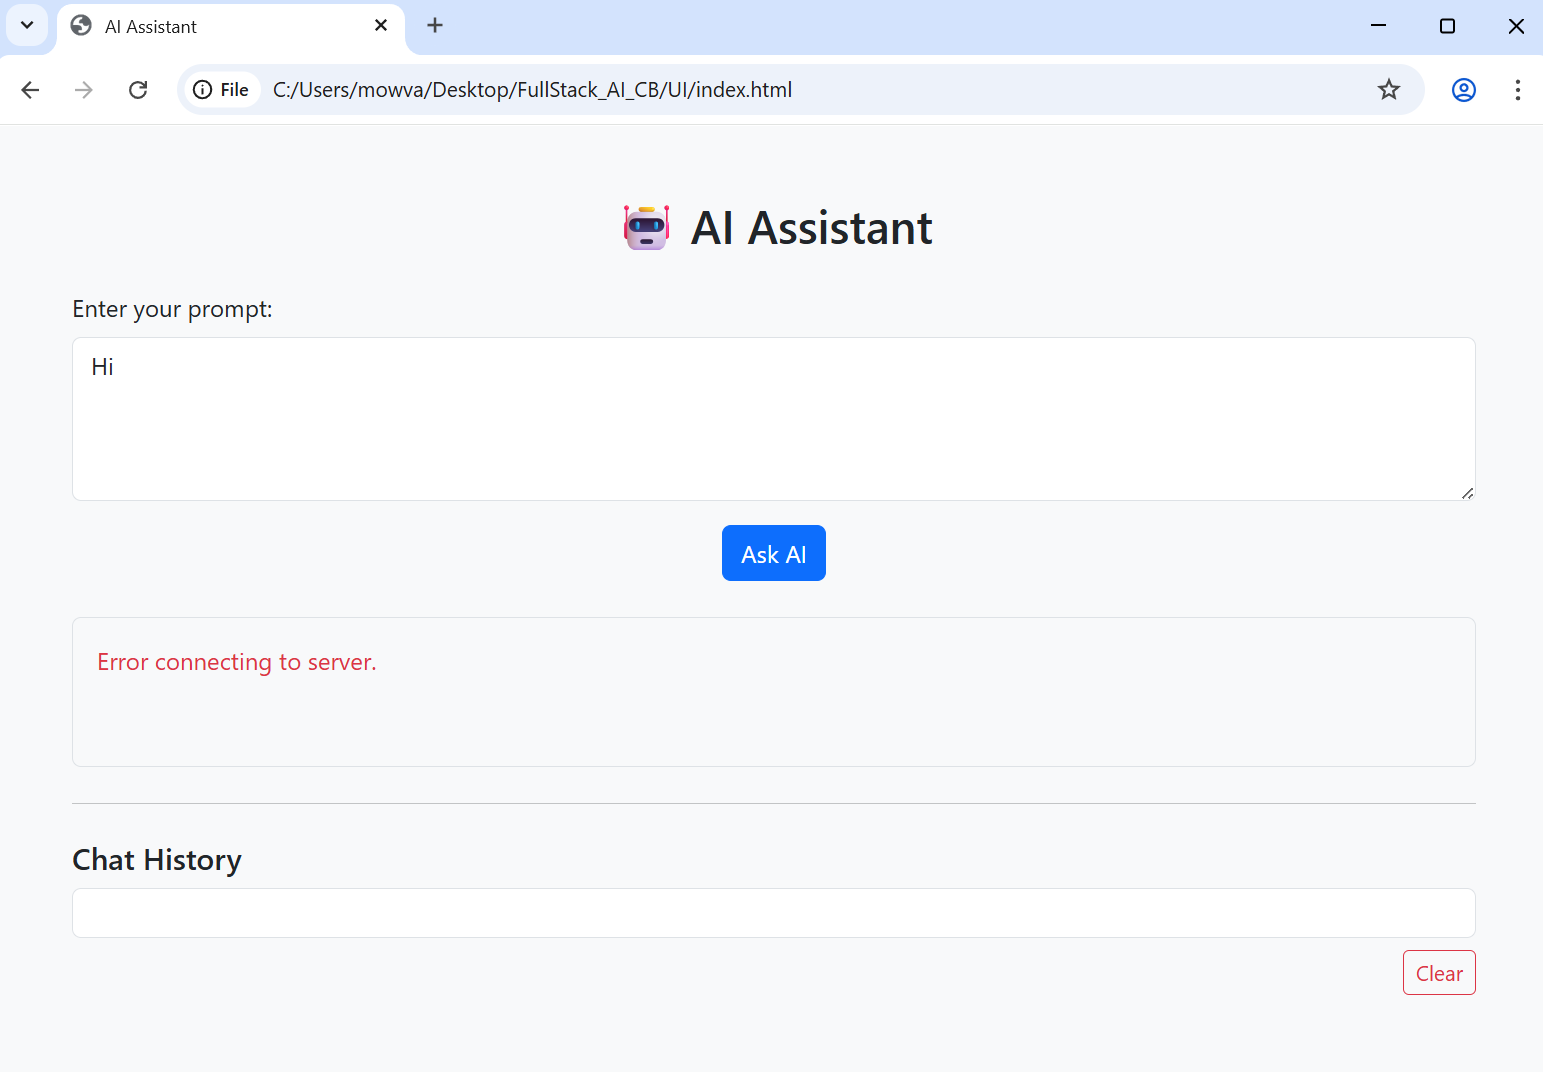 AI Assistant
File C:/Users/mowva/Desktop/FullStack_AI_CB/UI/index.html
AI Assistant
Enter your prompt:
Hi
Ask AI
Error connecting to server.
Chat History
Clear